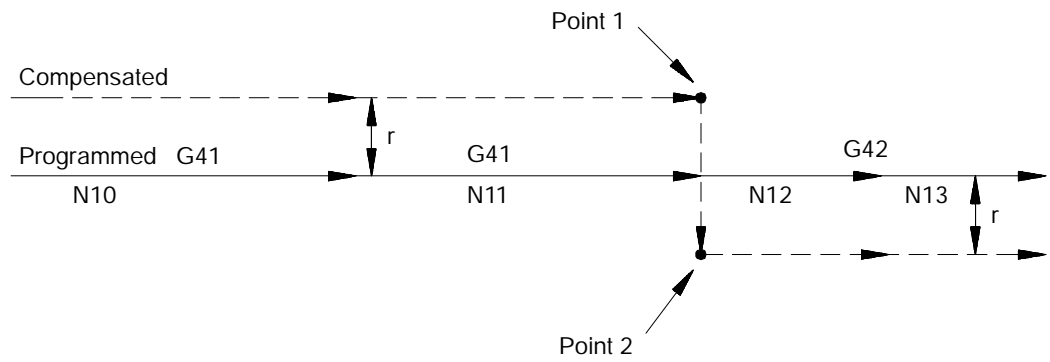 Point 1
Compensated
r
Programmed G41
G41
G42
N10
N11
N12
N13
r
Point 2